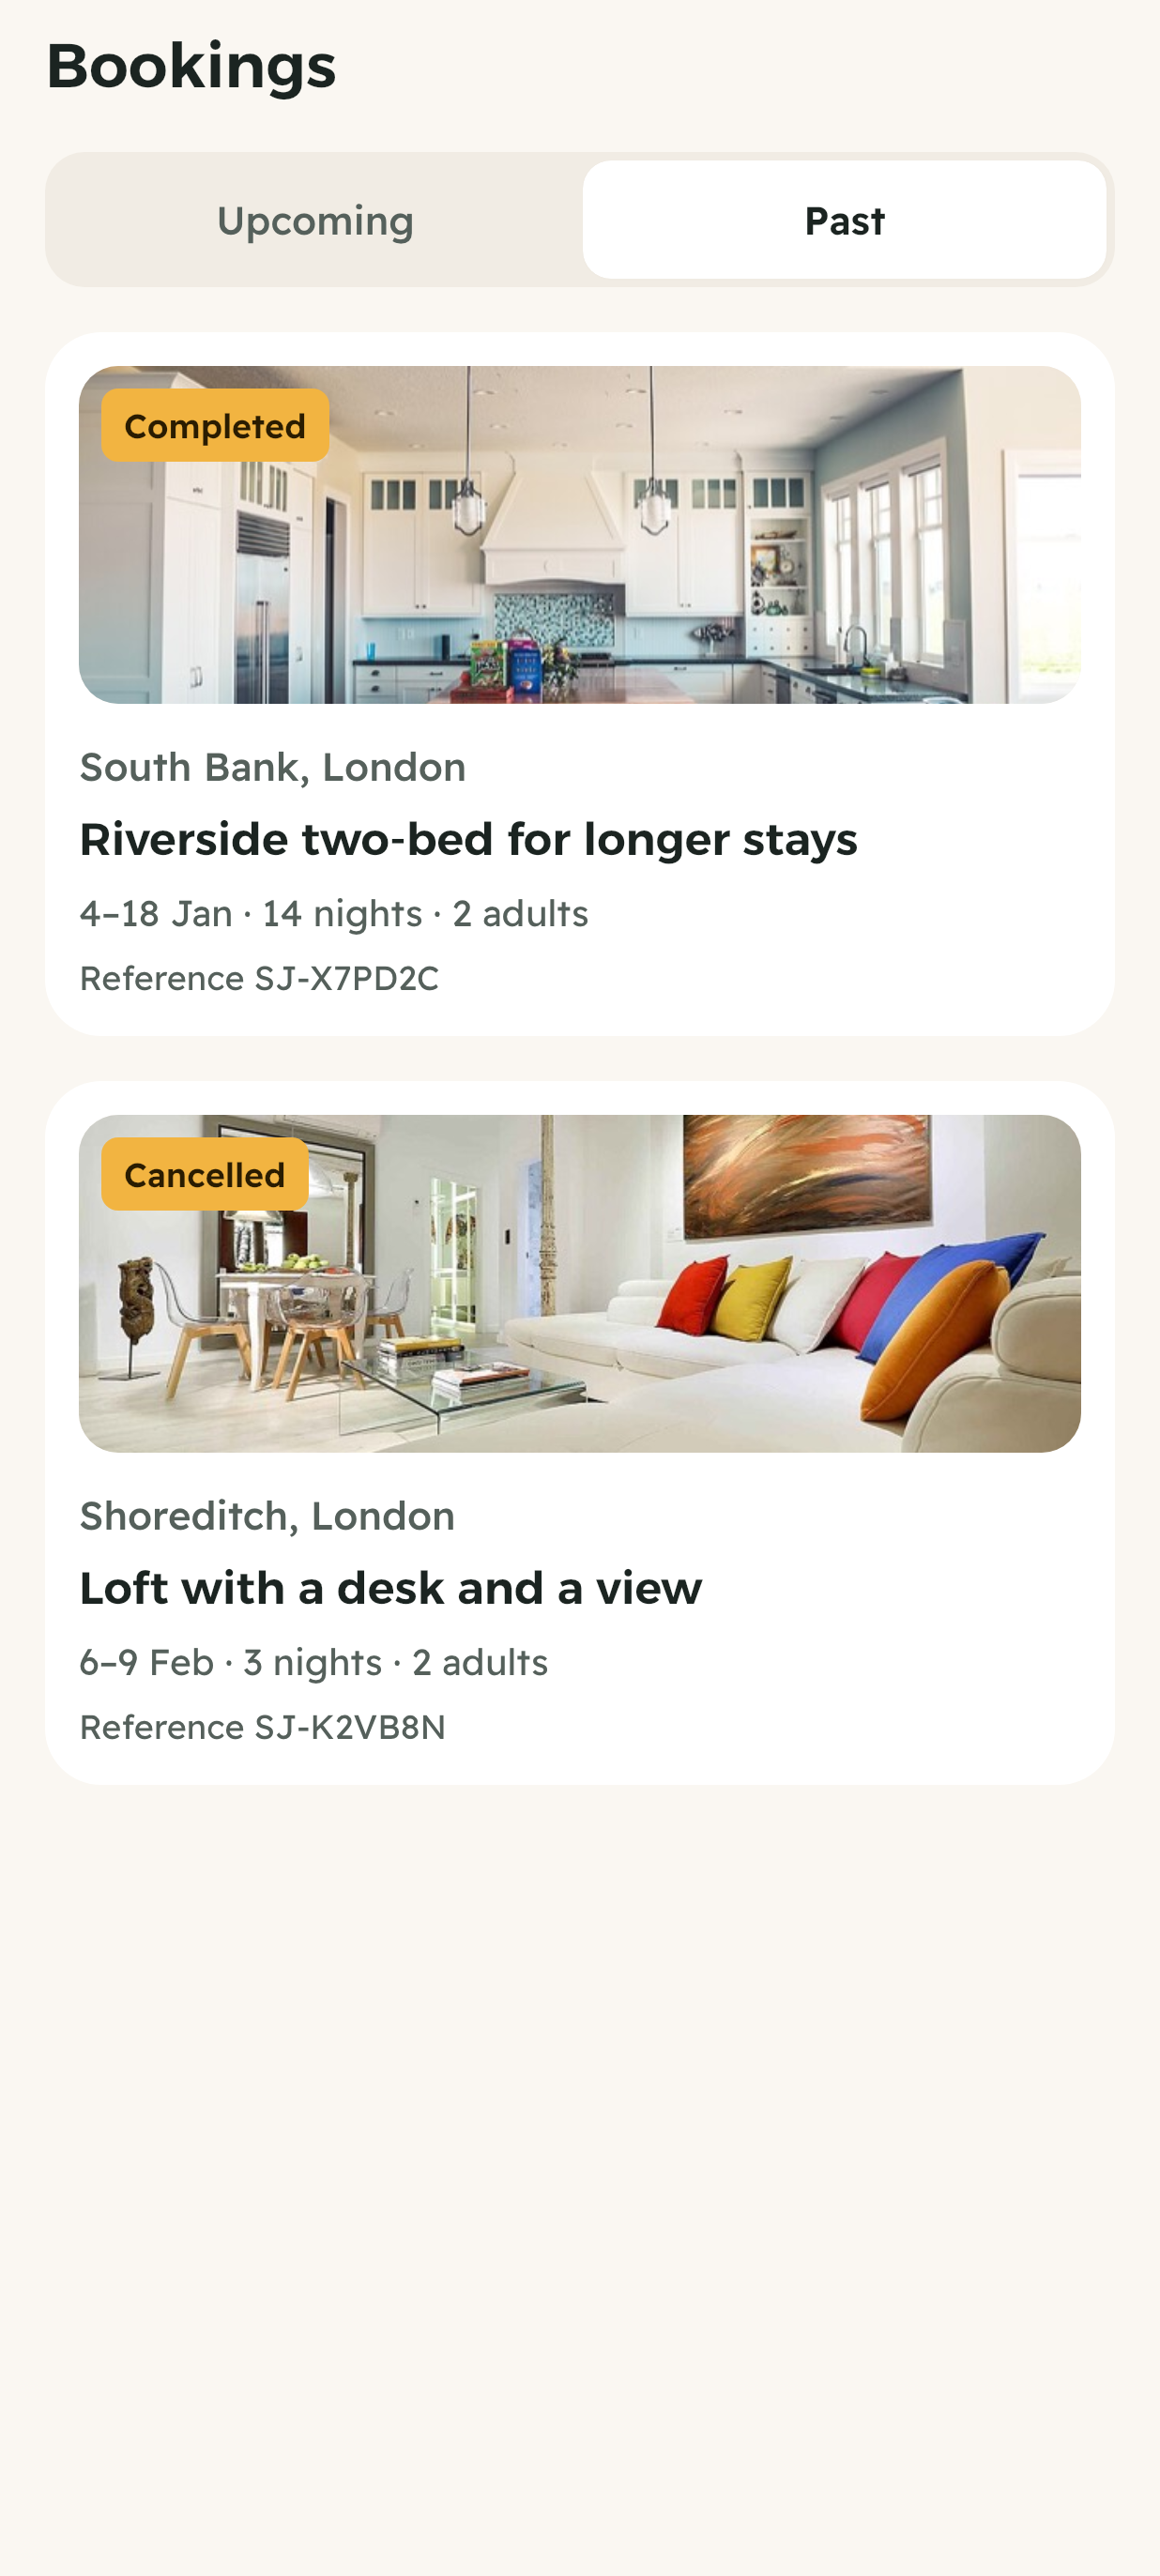 Bookings
Upcoming
Past
Completed
South Bank, London
Riverside two-bed for longer stays
4–18 Jan · 14 nights · 2 adults
Reference SJ-X7PD2C
Cancelled
Shoreditch, London
Loft with a desk and a view
6–9 Feb · 3 nights · 2 adults
Reference SJ-K2VB8N